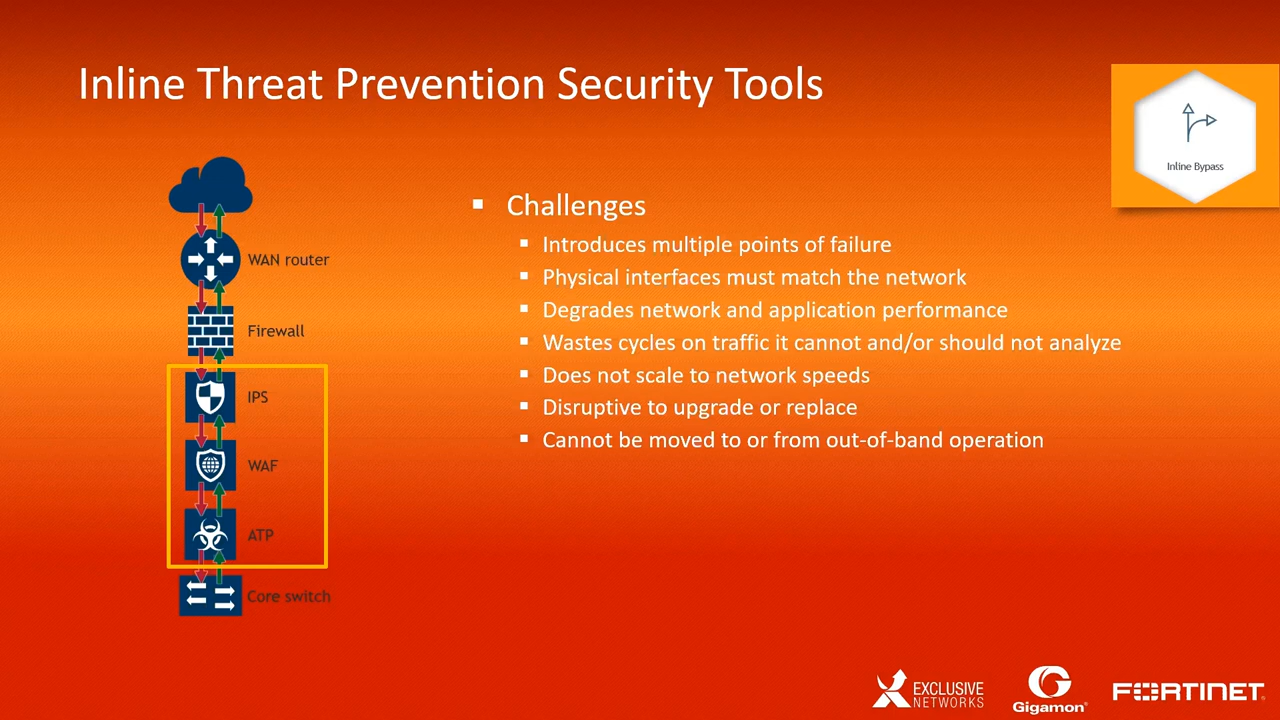 Inline Threat Prevention Security Tools
Inline Bypass
WAN router
Firewall
IPS
WAF
ATP
Core switch
▪ Challenges
▪ Introduces multiple points of failure
▪ Physical interfaces must match the network
▪ Degrades network and application performance
▪ Wastes cycles on traffic it cannot and/or should not analyze
▪ Does not scale to network speeds
▪ Disruptive to upgrade or replace
▪ Cannot be moved to or from out-of-band operation
EXCLUSIVE
NETWORKS
Gigamon®
FORTINET®